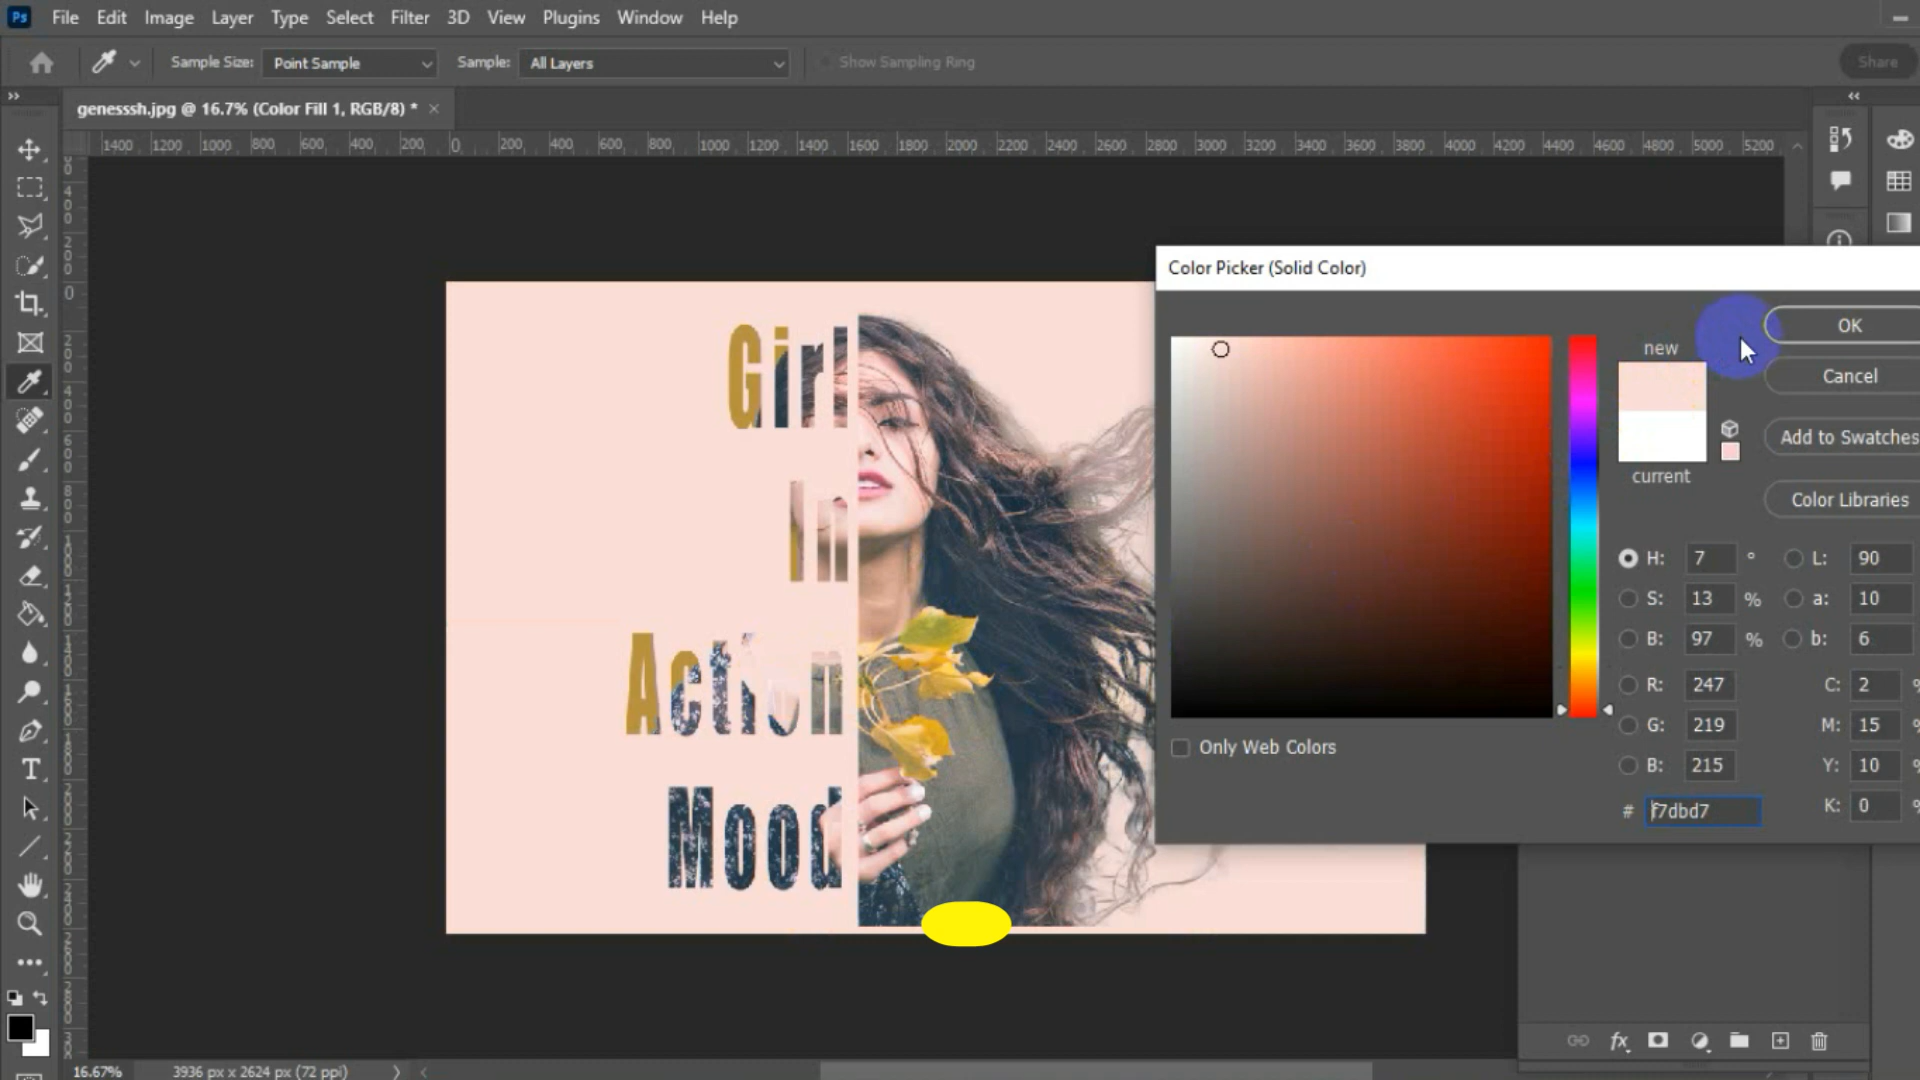 Ps File Edit Image Layer Type Select Filter 3D View Plugins Window Help
Sample Size: Point Sample Sample: All Layers Show Sampling Ring Share
genesssh.jpg @ 16.7% (Color Fill 1, RGB/8) * ×
1400 1200 1000 800 600 400 200 0 200 400 600 800 1000 1200 1400 1600 1800 2000 2200 2400 2600 2800 3000 3200 3400 3600 3800 4000 4200 4400 4600 4800 5000 5200
Girl
In
Action
Mood
Color Picker (Solid Color)
new
current
OK
Cancel
Add to Swatches
Color Libraries
H: 7 ° L: 90
S: 13 % a: 10
B: 97 % b: 6
R: 247 C: 2 %
G: 219 M: 15 %
B: 215 Y: 10 %
# f7dbd7 K: 0 %
Only Web Colors
fx
16.67% 3936 px x 2624 px (72 ppi)